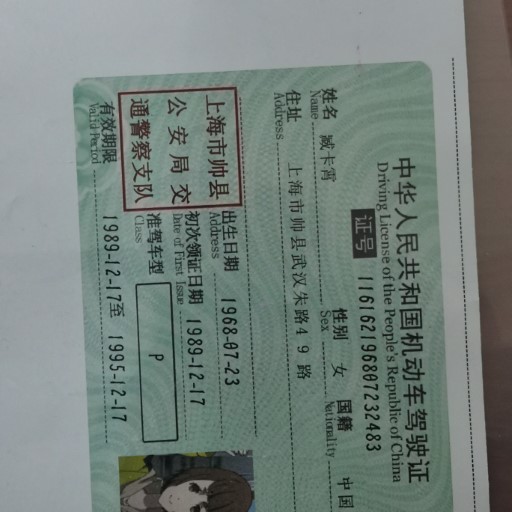 中华人民共和国机动车驾驶证
Driving License of the People's Republic of China
证号 116162196807232483
姓名 臧卡霄 性别 女 国籍 中国
Name Sex Nationality
住址 上海市帅县武汉朱路49路
Address
上海市帅县
公安局交
通警察支队
出生日期 1968-07-23
Address
初次领证日期 1989-12-17
Date of First Issue
准驾车型 P
Class
有效期限 1989-12-17至 1995-12-17
Valid Period